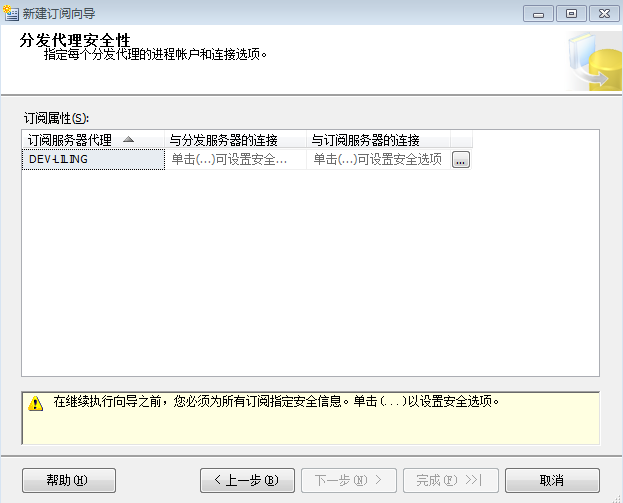 新建订阅向导
分发代理安全性
指定每个分发代理的进程帐户和连接选项。
订阅属性(S):
订阅服务器代理 与分发服务器的连接 与订阅服务器的连接
DEV-LILING 单击(...)可设置安全... 单击(...)可设置安全选项 ...
在继续执行向导之前，您必须为所有订阅指定安全信息。单击(...)以设置安全选项。
帮助(H) < 上一步(B) 下一步(N) > 完成(F) >>| 取消